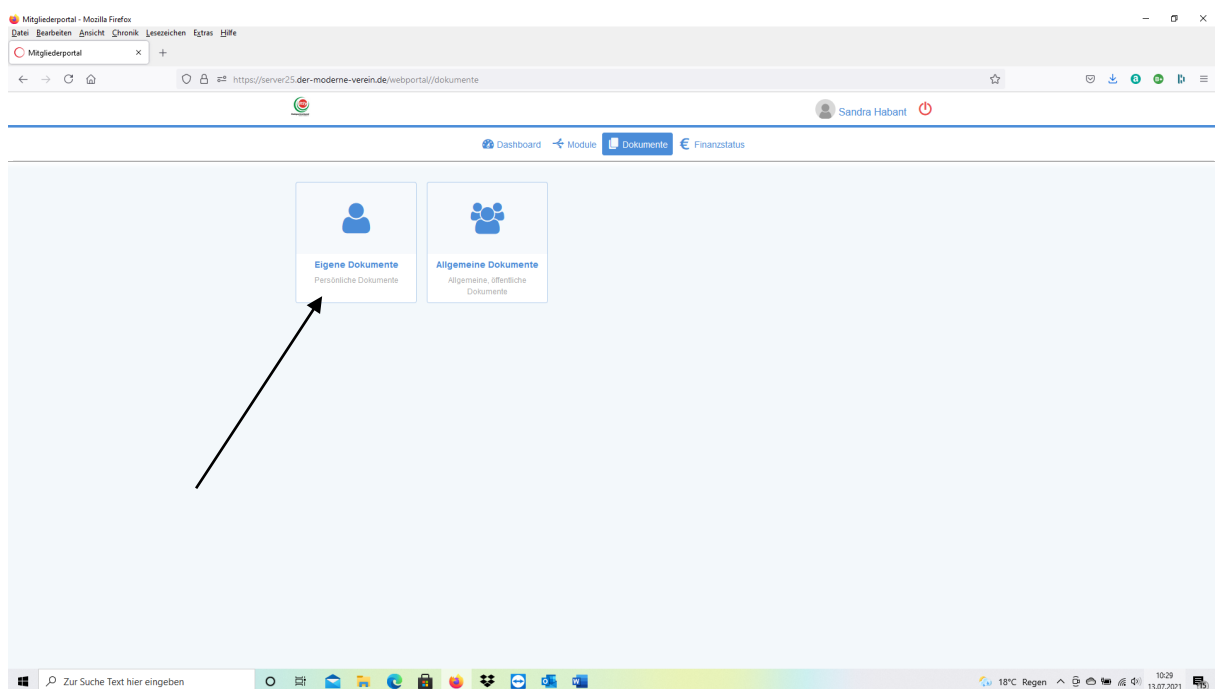 Mitgliederportal - Mozilla Firefox
Datei Bearbeiten Ansicht Chronik Lesezeichen Extras Hilfe
Mitgliederportal
https://server25.der-moderne-verein.de/webportal//dokumente
Sandra Habant
Dashboard Module Dokumente Finanzstatus
Eigene Dokumente
Persönliche Dokumente
Allgemeine Dokumente
Allgemeine, öffentliche
Dokumente
Zur Suche Text hier eingeben
18°C Regen
10:29
13.07.2021